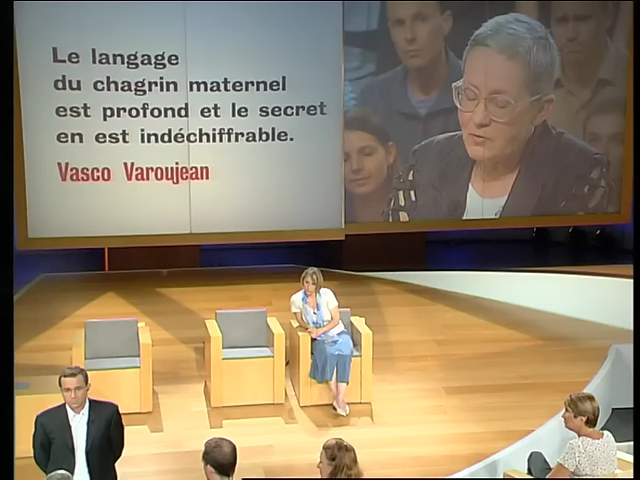 Le langage
du chagrin maternel
est profond et le secret
en est indéchiffrable.
Vasco Varoujean